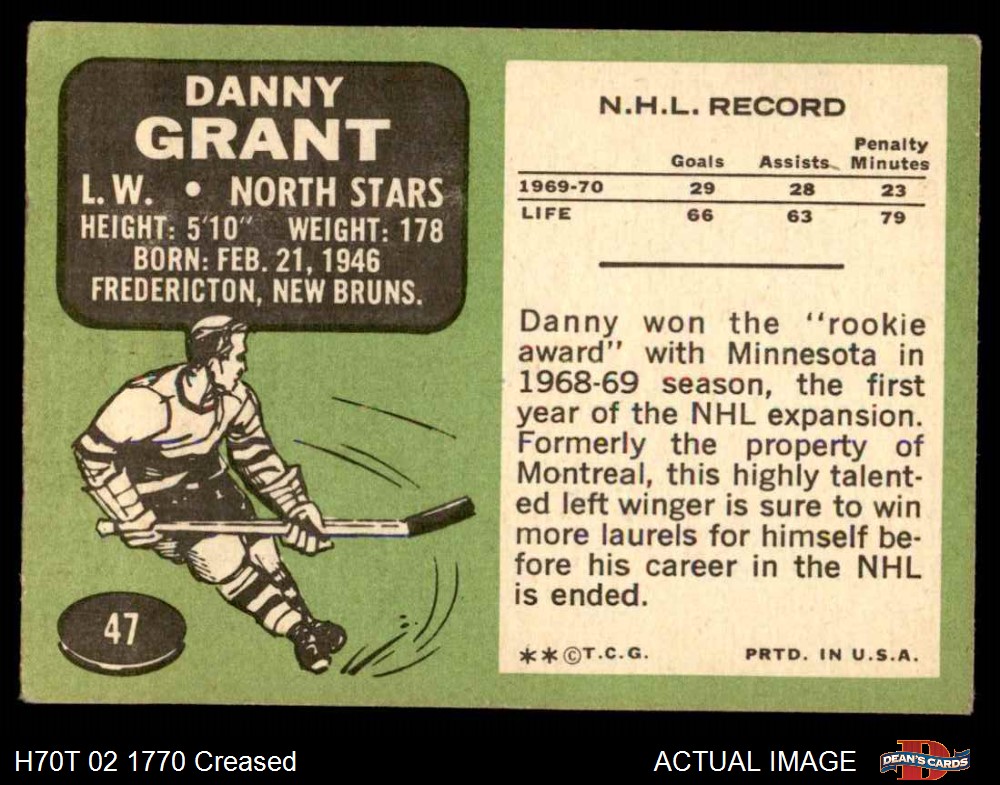 DANNY
GRANT
L.W. • NORTH STARS
HEIGHT: 5'10" WEIGHT: 178
BORN: FEB. 21, 1946
FREDERICTON, NEW BRUNS.
47
N.H.L. RECORD
Goals Assists Penalty Minutes
1969-70 29 28 23
LIFE 66 63 79
Danny won the "rookie
award" with Minnesota in
1968-69 season, the first
year of the NHL expansion.
Formerly the property of
Montreal, this highly talent-
ed left winger is sure to win
more laurels for himself be-
fore his career in the NHL
is ended.
**©T.C.G. PRTD. IN U.S.A.
H70T 02 1770 Creased
ACTUAL IMAGE
D
DEAN'S CARDS